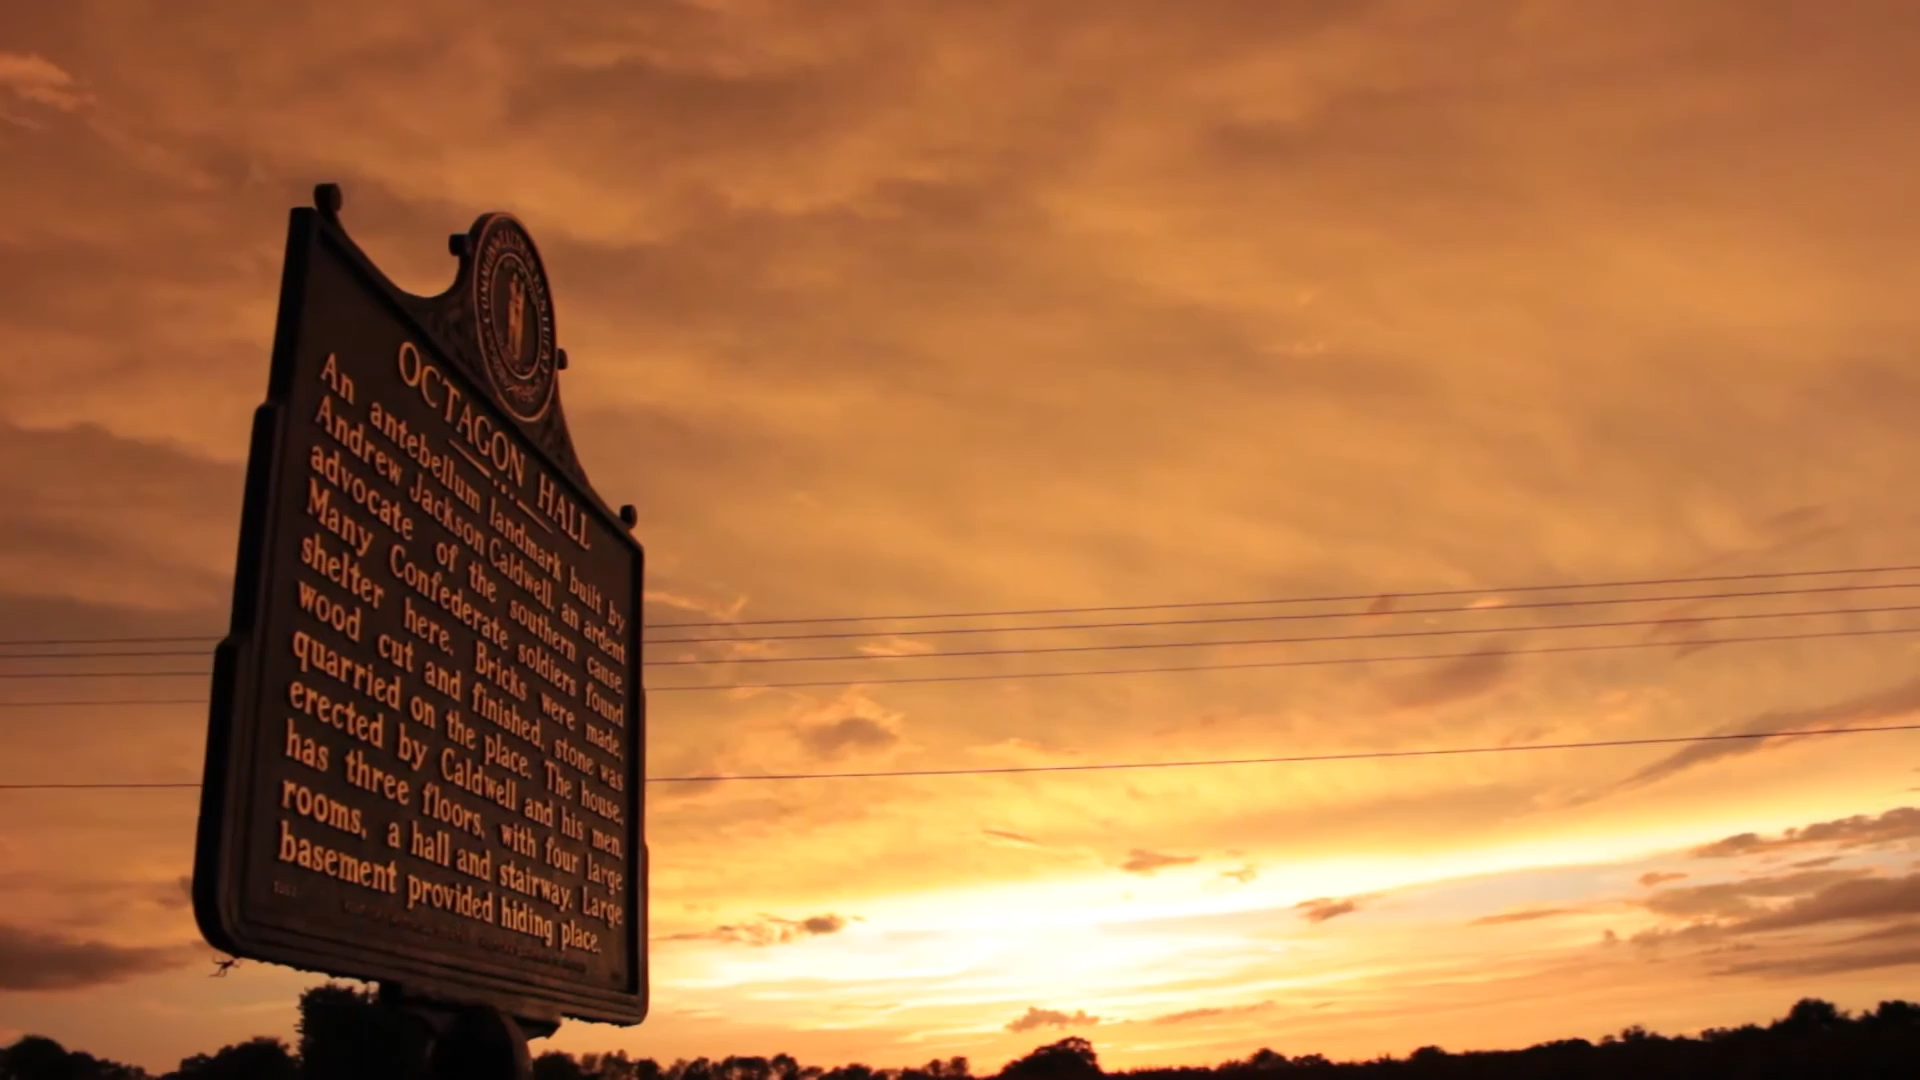 COMMONWEALTH OF KENTUCKY
OCTAGON HALL
An antebellum landmark built by
Andrew Jackson Caldwell, an ardent
advocate of the southern cause.
Many Confederate soldiers found
shelter here. Bricks were made,
wood cut and finished, stone was
quarried on the place. The house,
erected by Caldwell and his men,
has three floors, with four large
rooms, a hall and stairway. Large
basement provided hiding place.